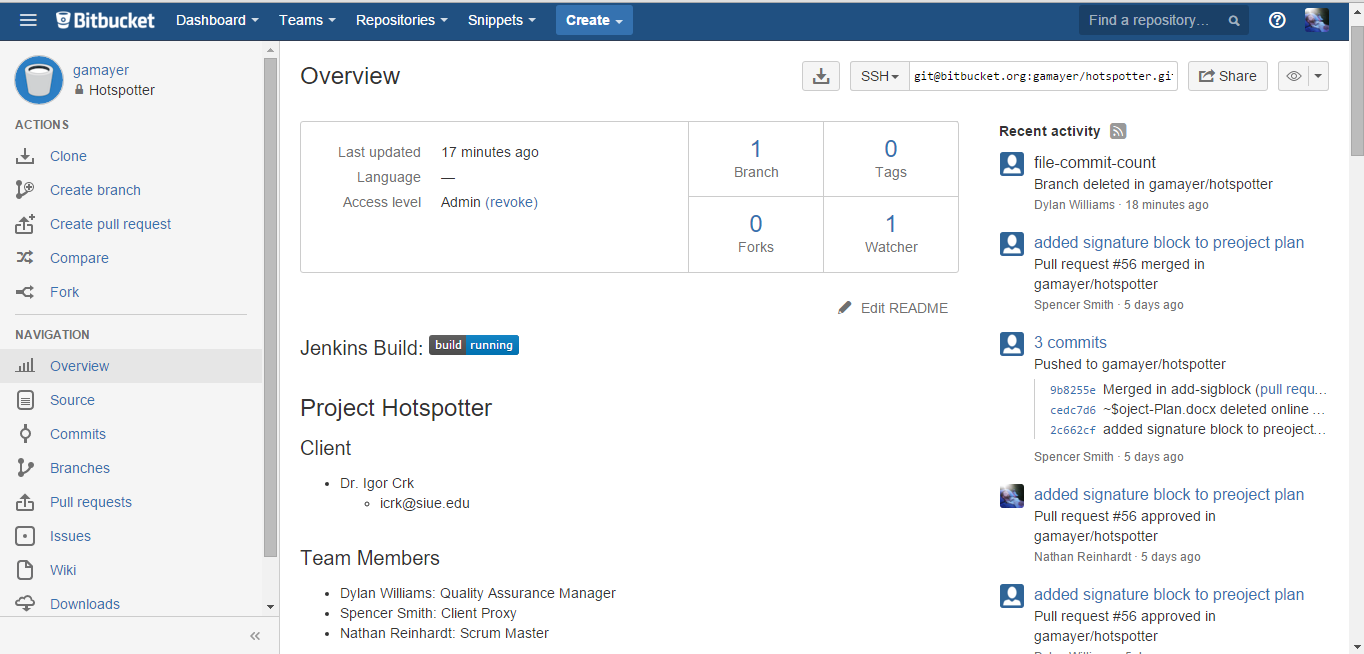 Bitbucket Dashboard Teams Repositories Snippets Create Find a repository...
gamayer
Hotspotter
ACTIONS
Clone
Create branch
Create pull request
Compare
Fork
NAVIGATION
Overview
Source
Commits
Branches
Pull requests
Issues
Wiki
Downloads
Overview
SSH git@bitbucket.org:gamayer/hotspotter.gi Share
Last updated 17 minutes ago
Language —
Access level Admin (revoke)
1
Branch
0
Tags
0
Forks
1
Watcher
Edit README
Jenkins Build: build running
Project Hotspotter
Client
• Dr. Igor Crk
◦ icrk@siue.edu
Team Members
• Dylan Williams: Quality Assurance Manager
• Spencer Smith: Client Proxy
• Nathan Reinhardt: Scrum Master
Recent activity
file-commit-count
Branch deleted in gamayer/hotspotter
Dylan Williams · 18 minutes ago
added signature block to preoject plan
Pull request #56 merged in
gamayer/hotspotter
Spencer Smith · 5 days ago
3 commits
Pushed to gamayer/hotspotter
9b8255e Merged in add-sigblock (pull requ...
cedc7d6 ~$oject-Plan.docx deleted online ...
2c662cf added signature block to preoject...
Spencer Smith · 5 days ago
added signature block to preoject plan
Pull request #56 approved in
gamayer/hotspotter
Nathan Reinhardt · 5 days ago
added signature block to preoject plan
Pull request #56 approved in
gamayer/hotspotter